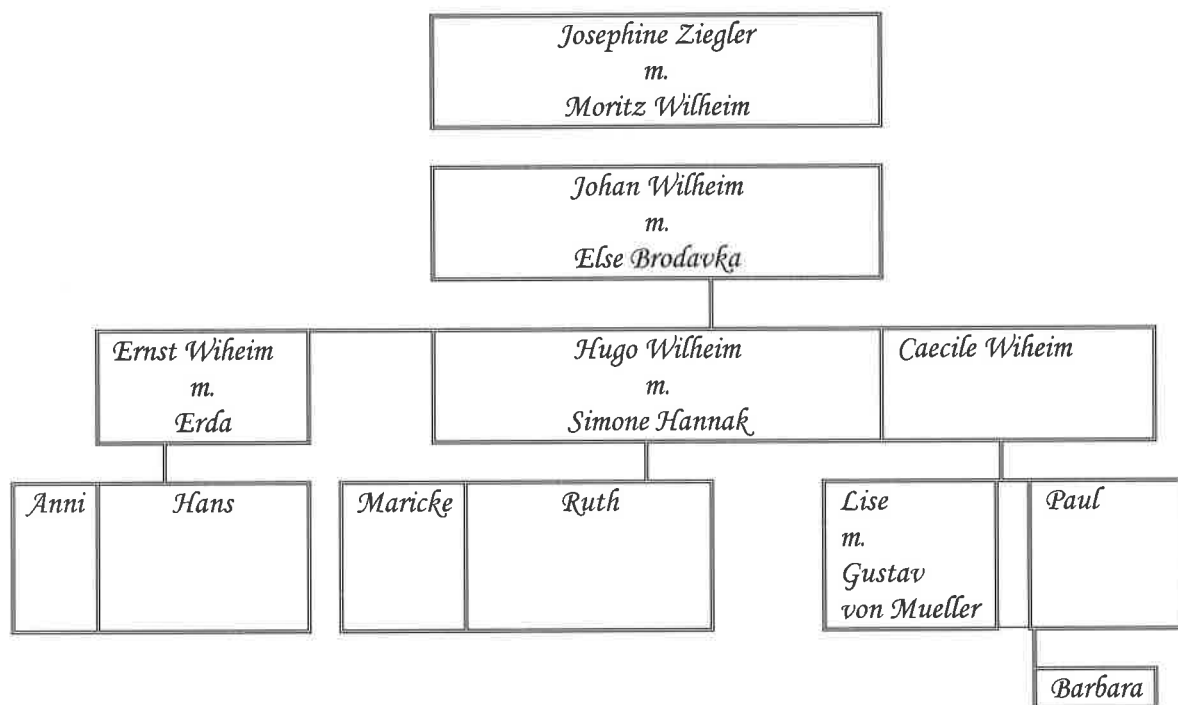 Josephine Ziegler
m.
Moritz Wilheim
Johan Wilheim
m.
Else Brodavka
Ernst Wiheim
m.
Erda
Hugo Wilheim
m.
Simone Hannak
Caecile Wiheim
Anni
Hans
Maricke
Ruth
Lise
m.
Gustav
von Mueller
Paul
Barbara